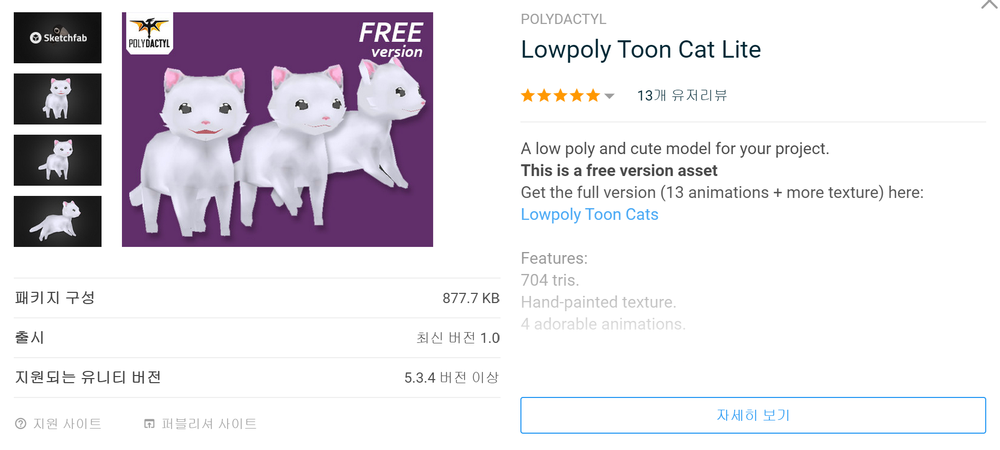 Sketchfab
POLYDACTYL
FREE
version
패키지 구성 877.7 KB
출시 최신 버전 1.0
지원되는 유니티 버전 5.3.4 버전 이상
지원 사이트 퍼블리셔 사이트
POLYDACTYL
Lowpoly Toon Cat Lite
13개 유저리뷰
A low poly and cute model for your project.
This is a free version asset
Get the full version (13 animations + more texture) here:
Lowpoly Toon Cats
Features:
704 tris.
Hand-painted texture.
4 adorable animations.
자세히 보기